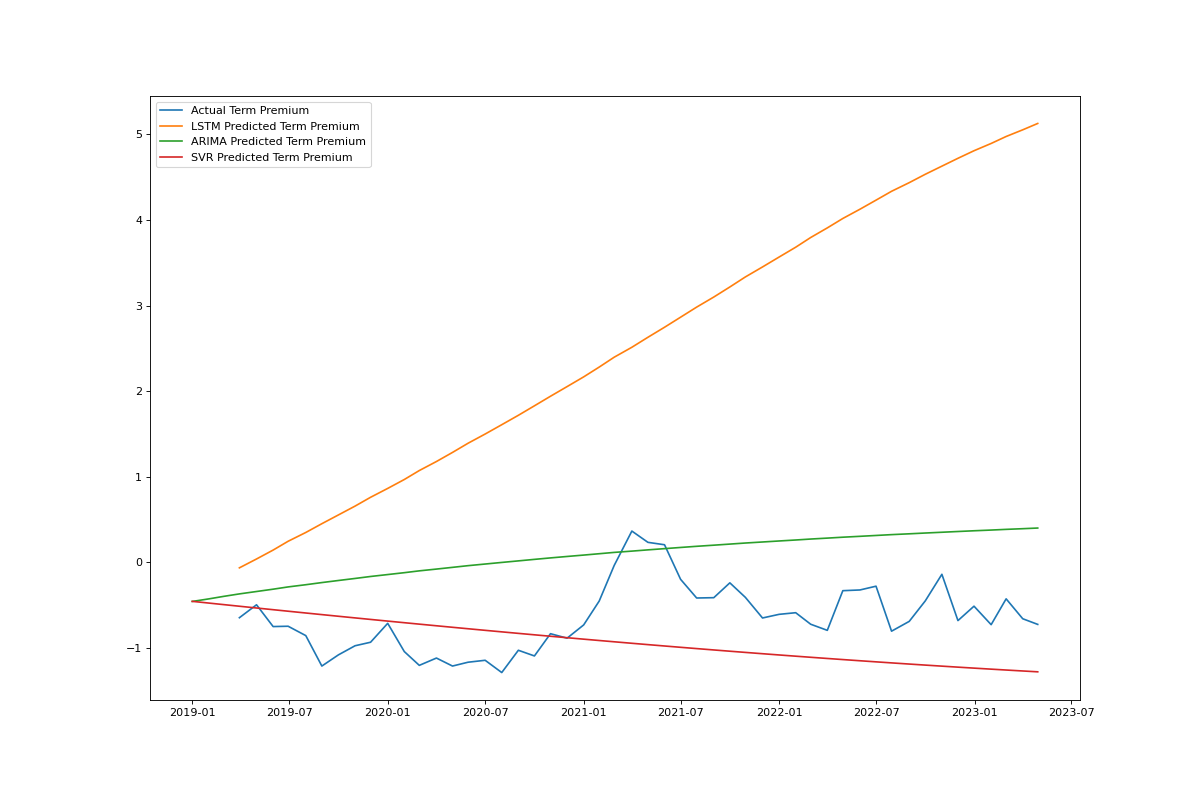 Actual Term Premium
LSTM Predicted Term Premium
ARIMA Predicted Term Premium
SVR Predicted Term Premium
5
4
3
2
1
0
−1
2019-01 2019-07 2020-01 2020-07 2021-01 2021-07 2022-01 2022-07 2023-01 2023-07